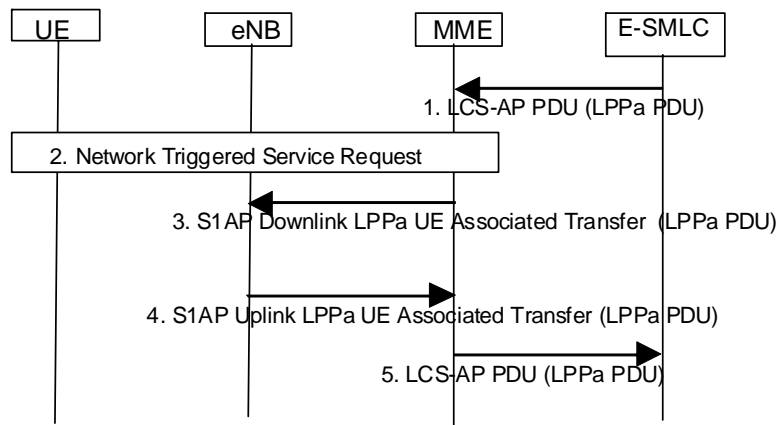 UE
eNB
MME
E-SMLC
1. LCS-AP PDU (LPPa PDU)
2. Network Triggered Service Request
3. S1AP Downlink LPPa UE Associated Transfer (LPPa PDU)
4. S1AP Uplink LPPa UE Associated Transfer (LPPa PDU)
5. LCS-AP PDU (LPPa PDU)